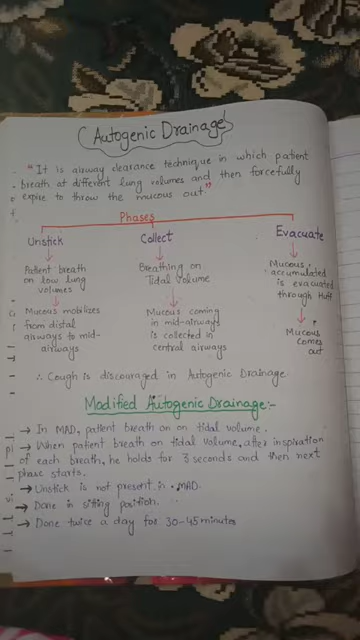 Autogenic Drainage
"It is airway clearance technique in which patient
breath at different lung volumes and then forcefully
expire to throw the mucous out"
Phases
Unstick Collect Evacuate
Patient breath
on low lung
volumes
Mucous mobilizes
from distal
airways to mid-
airways
Breathing on
Tidal volume
Mucous coming
in mid-airways
is collected in
central airways
Mucous
accumulated
is evacuated
through Huff
Mucous
comes
out
∴ Cough is discouraged in Autogenic Drainage
Modified Autogenic Drainage:-
→ In MAD, patient breath on tidal volume.
→ When patient breath on tidal volume, after inspiration
of each breath, he holds for 3 seconds and then next
phase starts.
→ Unstick is not present in MAD.
→ Done in siting position.
→ Done twice a day for 30-45 minutes